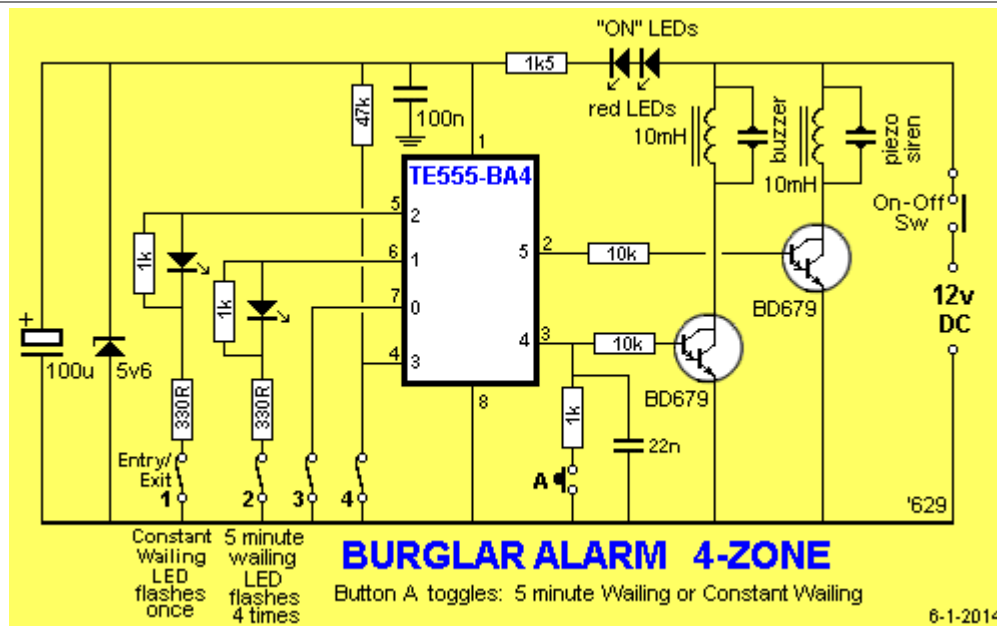 "ON" LEDs
1k5
red LEDs
47k
100n
10mH
buzzer
10mH
piezo
siren
1
TE555-BA4
On-Off
Sw
5
2
1k
6
1
5
2
10k
1k
7
0
BD679
12v
DC
+
100u
5v6
4
3
4
3
10k
8
BD679
330R
330R
1k
22n
Entry/
Exit
1
2
3
4
A
'629
Constant
Wailing
LED
flashes
once
5 minute
wailing
LED
flashes
4 times
BURGLAR ALARM 4-ZONE
Button A toggles: 5 minute Wailing or Constant Wailing
6-1-2014